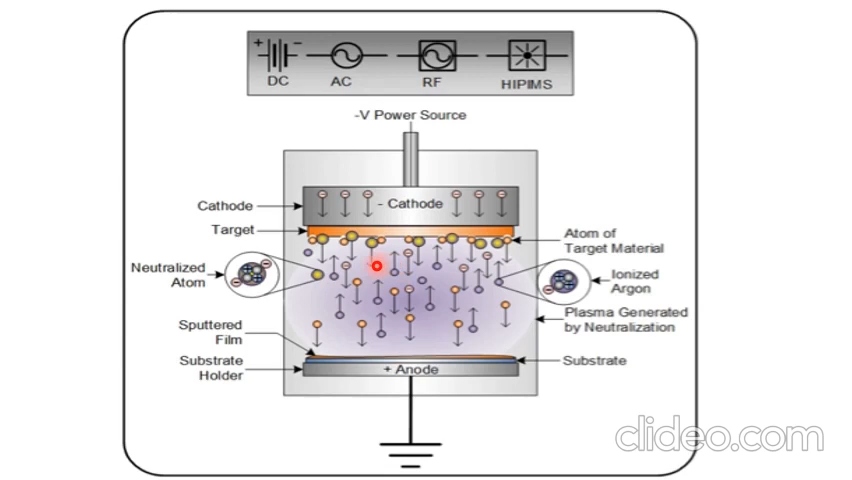 + −
DC AC RF HIPIMS
-V Power Source
Cathode
- Cathode
Target
Atom of
Target Material
Neutralized
Atom
Ionized
Argon
Plasma Generated
by Neutralization
Sputtered
Film
Substrate
Holder
Substrate
+ Anode
clideo.com